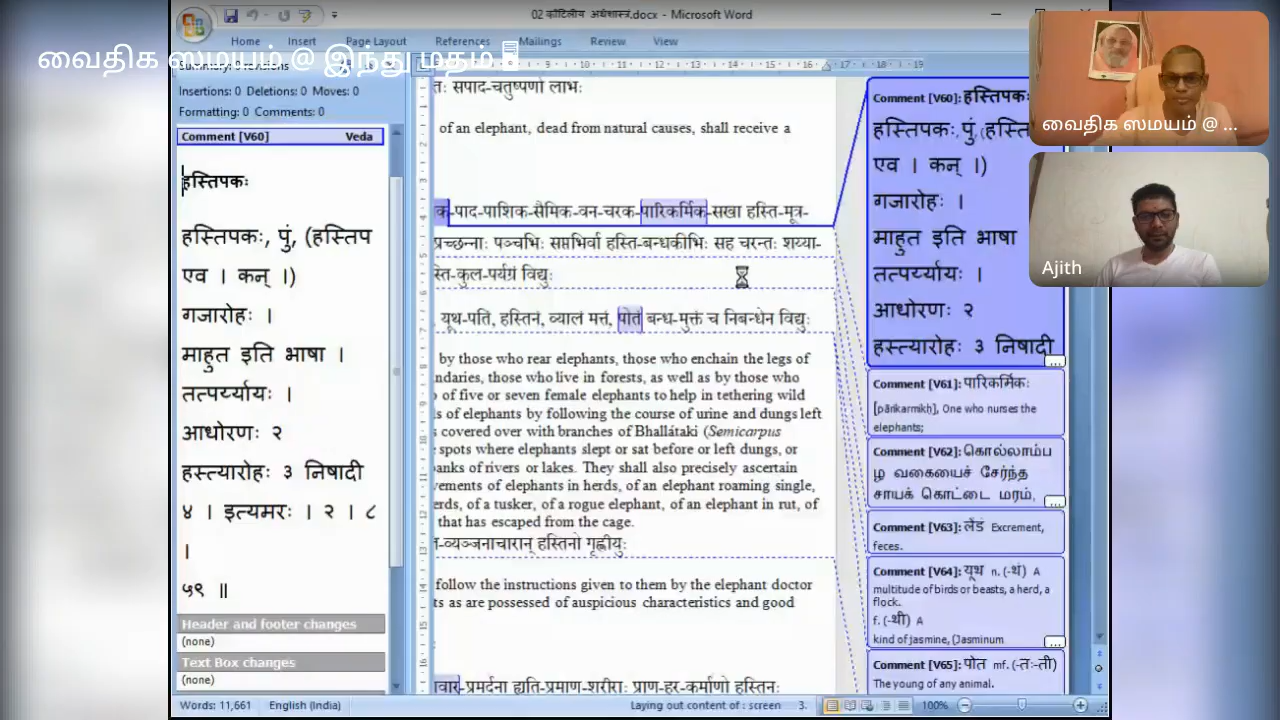 02 कौटिलीय अर्थशास्त्रं.docx - Microsoft Word
வைதிக ஸமயம் @ இந்து மதம்
Home Insert Page Layout References Mailings Review View
Insertions: 0 Deletions: 0 Moves: 0
Formatting: 0 Comments: 0
Comment [V60] Veda
हस्तिपकः
हस्तिपकः, पुं, (हस्तिप
एव । कन् ।)
गजारोहः ।
माहुत इति भाषा ।
तत्पर्य्यायः ।
आधोरणः २
हस्त्यारोहः ३ निषादी
४ । इत्यमरः । २ । ८
।
५९ ॥
Header and footer changes
(none)
Text Box changes
(none)
8 9 10 11 12 13 14 15 16 17 18 19
तः सपाद-चतुष्पणो लाभः
of an elephant, dead from natural causes, shall receive a
क-पाद-पाशिक-सैमिक-वन-चरक-पारिकर्मिक-सखा हस्ति-मूत्र-
प्रच्छन्नाः पञ्चभिः सप्तभिर्वा हस्ति-बन्धकीभिः सह चरन्तः शय्या-
स्ति-कुल-पर्यग्रं विद्युः
यूथ-पतिं, हस्तिनं, व्यालं मत्तं, पोतं बन्ध-मुक्तं च निबन्धेन विद्युः
by those who rear elephants, those who enchain the legs of
ndaries, those who live in forests, as well as by those who
of five or seven female elephants to help in tethering wild
s of elephants by following the course of urine and dungs left
s covered over with branches of Bhallátaki (Semicarpus
spots where elephants slept or sat before or left dungs, or
anks of rivers or lakes. They shall also precisely ascertain
vements of elephants in herds, of an elephant roaming single,
erds, of a tusker, of a rogue elephant, of an elephant in rut, of
that has escaped from the cage.
त-व्यञ्जनाचारान् हस्तिनो गृह्णीयुः
follow the instructions given to them by the elephant doctor
ts as are possessed of auspicious characteristics and good
वार-प्रमर्दना ह्यति-प्रमाण-शरीराः प्राण-हर-कर्माणो हस्तिनः
Comment [V60]: हस्तिपकः
हस्तिपकः, पुं, (हस्ति
एव । कन् ।)
गजारोहः ।
माहुत इति भाषा
तत्पर्य्यायः ।
आधोरणः २
हस्त्यारोहः ३ निषादी
...
Comment [V61]: पारिकर्मिकः
[pārikarmikḥ], One who nurses the
elephants;
Comment [V62]: கொல்லாம்ப
ழ வகையைச் சேர்ந்த
சாயக் கொட்டை மரம்,
...
Comment [V63]: लेंडं Excrement,
feces.
Comment [V64]: यूथ n. (-थं) A
multitude of birds or beasts, a herd, a
flock.
f. (-थी) A
kind of jasmine, (Jasminum
...
Comment [V65]: पोत mf. (-तः-ती)
The young of any animal.
வைதிக ஸமயம் @ ...
Ajith
Words: 11,661 English (India) Laying out content of : screen 3. 100%